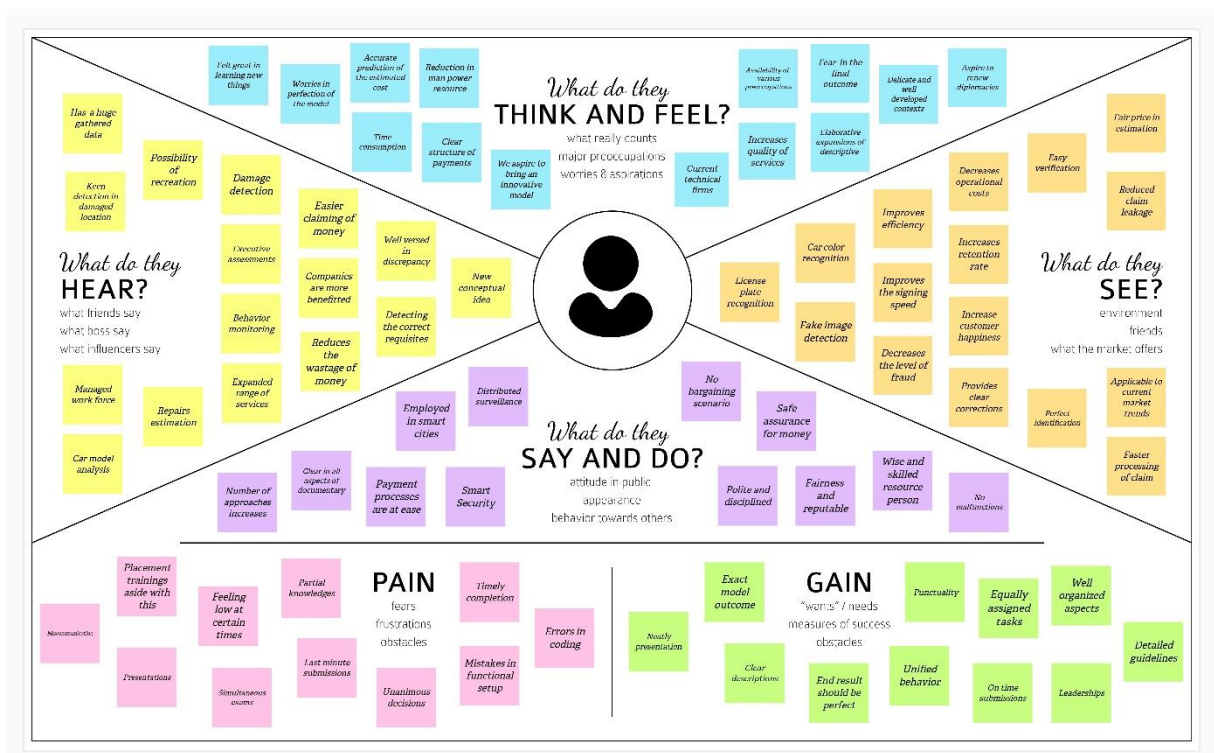 What do they
THINK AND FEEL?
what really counts
major preoccupations
worries & aspirations
Felt great in
learning new
things
Worries in
perfection of
the model
Accurate
prediction of
the estimated
cost
Reduction in
man power
resource
Time
consumption
Clear
structure of
payments
We aspire to
bring an
innovative
model
Availability of
various
preoccupations
Fear in the
final
outcome
Delicate and
well
developed
contexts
Aspire to
renew
diplomacies
Increases
quality of
services
Elaborative
expansions of
descriptive
Current
technical
firms
What do they
HEAR?
what friends say
what boss say
what influencers say
Has a huge
gathered
data
Possibility
of
recreation
Keen
detection in
damaged
location
Damage
detection
Easier
claiming of
money
Executive
assessments
Well versed
in
discrepancy
Companies
are more
benefitted
New
conceptual
idea
Behavior
monitoring
Detecting
the correct
requisites
Reduces
the
wastage of
money
Expanded
range of
services
Managed
work force
Repairs
estimation
Car model
analysis
What do they
SEE?
environment
friends
what the market offers
Fair price in
estimation
Easy
verification
Reduced
claim
leakage
Decreases
operational
costs
Improves
efficiency
Car color
recognition
Increases
retention
rate
License
plate
recognition
Improves
the signing
speed
Fake image
detection
Increase
customer
happiness
Decreases
the level of
fraud
Provides
clear
corrections
Perfect
identification
Applicable to
current
market
trends
Faster
processing
of claim
What do they
SAY AND DO?
attitude in public
appearance
behavior towards others
Distributed
surveillance
Employed
in smart
cities
Number of
approaches
increases
Clear in all
aspects of
documentary
Payment
processes
are at ease
Smart
Security
No
bargaining
scenario
Safe
assurance
for money
Polite and
disciplined
Fairness
and
reputable
Wise and
skilled
resource
person
No
malfunctions
PAIN
fears
frustrations
obstacles
Placement
trainings
aside with
this
Feeling
low at
certain
times
Partial
knowledges
Timely
completion
Errors in
coding
Presentations
Simultaneous
exams
Last minute
submissions
Unanimous
decisions
Mistakes in
functional
setup
GAIN
"wants" / needs
measures of success
obstacles
Exact
model
outcome
Punctuality
Equally
assigned
tasks
Well
organized
aspects
Neatly
presentation
Clear
descriptions
End result
should be
perfect
Unified
behavior
On time
submissions
Leaderships
Detailed
guidelines